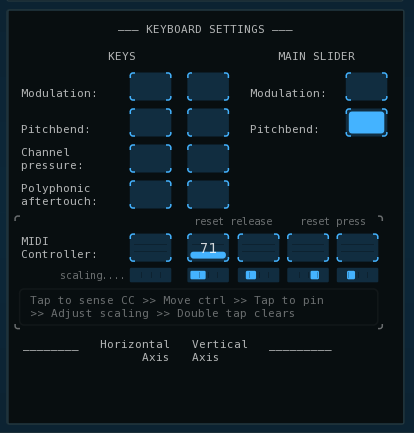 ——— KEYBOARD SETTINGS ———
KEYS MAIN SLIDER
Modulation: Modulation:
Pitchbend: Pitchbend:
Channel
pressure:
Polyphonic
aftertouch:
reset release reset press
MIDI
Controller: 71
scaling....
Tap to sense CC >> Move ctrl >> Tap to pin
>> Adjust scaling >> Double tap clears
________ Horizontal Vertical _________
Axis Axis